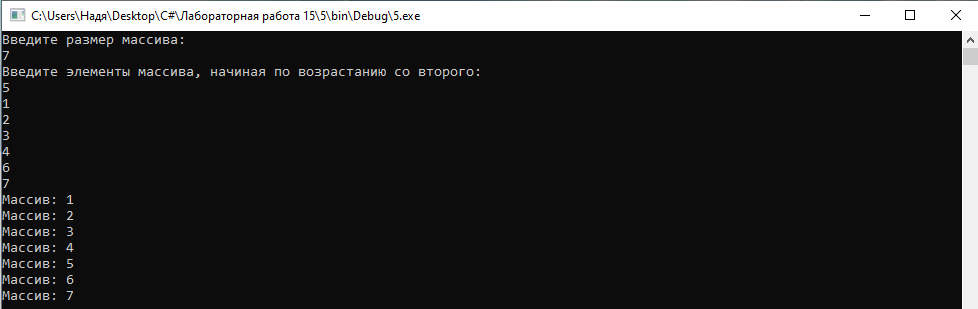 C:\Users\Надя\Desktop\C#\Лабораторная работа 15\5\bin\Debug\5.exe
Введите размер массива:
7
Введите элементы массива, начиная по возрастанию со второго:
5
1
2
3
4
6
7
Массив: 1
Массив: 2
Массив: 3
Массив: 4
Массив: 5
Массив: 6
Массив: 7